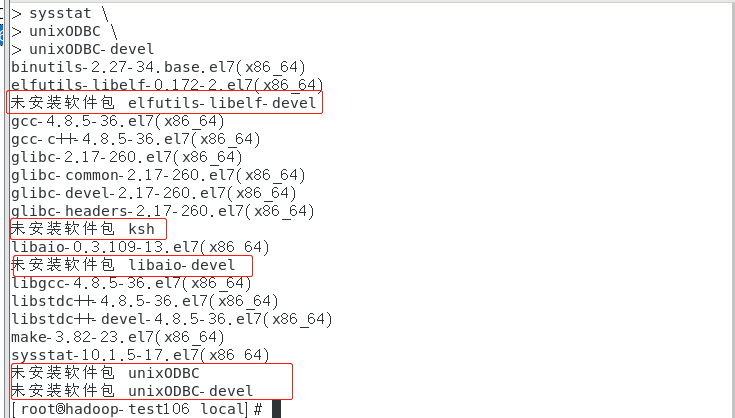 > sysstat \
> unixODBC \
> unixODBC-devel
binutils-2.27-34.base.el7(x86_64)
elfutils-libelf-0.172-2.el7(x86_64)
未安装软件包 elfutils-libelf-devel
gcc-4.8.5-36.el7(x86_64)
gcc-c++-4.8.5-36.el7(x86_64)
glibc-2.17-260.el7(x86_64)
glibc-common-2.17-260.el7(x86_64)
glibc-devel-2.17-260.el7(x86_64)
glibc-headers-2.17-260.el7(x86_64)
未安装软件包 ksh
libaio-0.3.109-13.el7(x86_64)
未安装软件包 libaio-devel
libgcc-4.8.5-36.el7(x86_64)
libstdc++-4.8.5-36.el7(x86_64)
libstdc++-devel-4.8.5-36.el7(x86_64)
make-3.82-23.el7(x86_64)
sysstat-10.1.5-17.el7(x86_64)
未安装软件包 unixODBC
未安装软件包 unixODBC-devel
[root@hadoop-test106 local]#